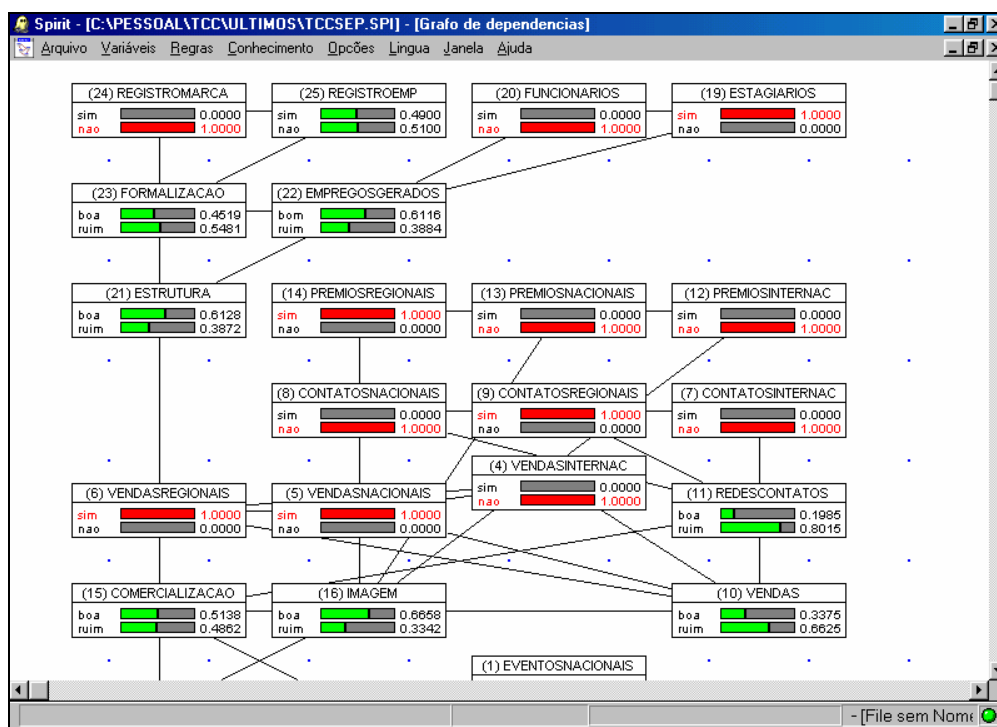 Spirit - [C:\PESSOAL\TCC\ULTIMOS\TCCSEP.SPI] - [Grafo de dependencias]
Arquivo Variáveis Regras Conhecimento Opcões Lingua Janela Ajuda
(24) REGISTROMARCA
sim 0.0000
nao 1.0000
(25) REGISTROEMP
sim 0.4900
nao 0.5100
(20) FUNCIONARIOS
sim 0.0000
nao 1.0000
(19) ESTAGIARIOS
sim 1.0000
nao 0.0000
(23) FORMALIZACAO
boa 0.4519
ruim 0.5481
(22) EMPREGOSGERADOS
bom 0.6116
ruim 0.3884
(21) ESTRUTURA
boa 0.6128
ruim 0.3872
(14) PREMIOSREGIONAIS
sim 1.0000
nao 0.0000
(13) PREMIOSNACIONAIS
sim 0.0000
nao 1.0000
(12) PREMIOSINTERNAC
sim 0.0000
nao 1.0000
(8) CONTATOSNACIONAIS
sim 0.0000
nao 1.0000
(9) CONTATOSREGIONAIS
sim 1.0000
nao 0.0000
(7) CONTATOSINTERNAC
sim 0.0000
nao 1.0000
(4) VENDASINTERNAC
sim 0.0000
nao 1.0000
(6) VENDASREGIONAIS
sim 1.0000
nao 0.0000
(5) VENDASNACIONAIS
sim 1.0000
nao 0.0000
(11) REDESCONTATOS
boa 0.1985
ruim 0.8015
(15) COMERCIALIZACAO
boa 0.5138
ruim 0.4862
(16) IMAGEM
boa 0.6658
ruim 0.3342
(10) VENDAS
boa 0.3375
ruim 0.6625
(1) EVENTOSNACIONAIS
- [File sem Nome